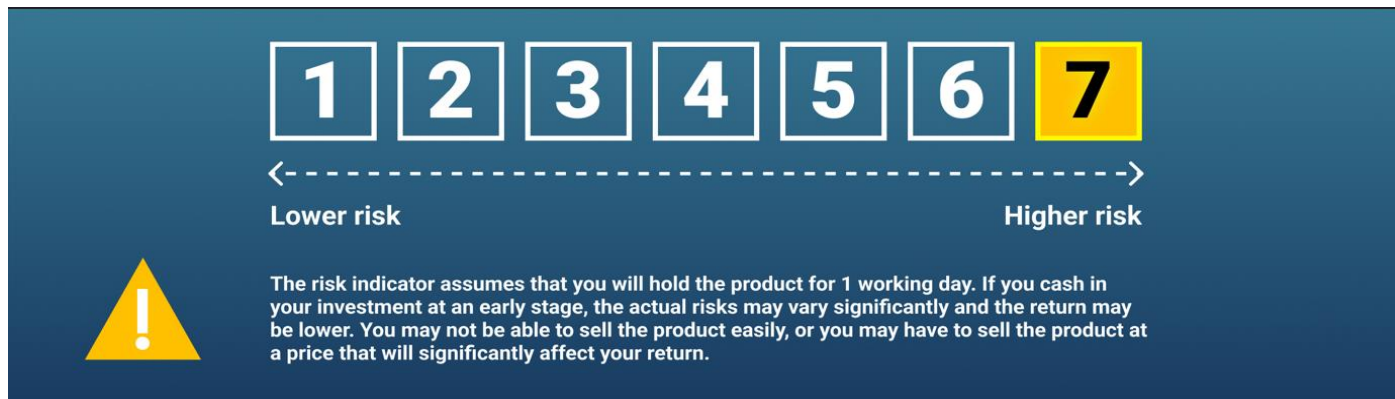 1 2 3 4 5 6 7
Lower risk Higher risk
!
The risk indicator assumes that you will hold the product for 1 working day. If you cash in
your investment at an early stage, the actual risks may vary significantly and the return may
be lower. You may not be able to sell the product easily, or you may have to sell the product at
a price that will significantly affect your return.